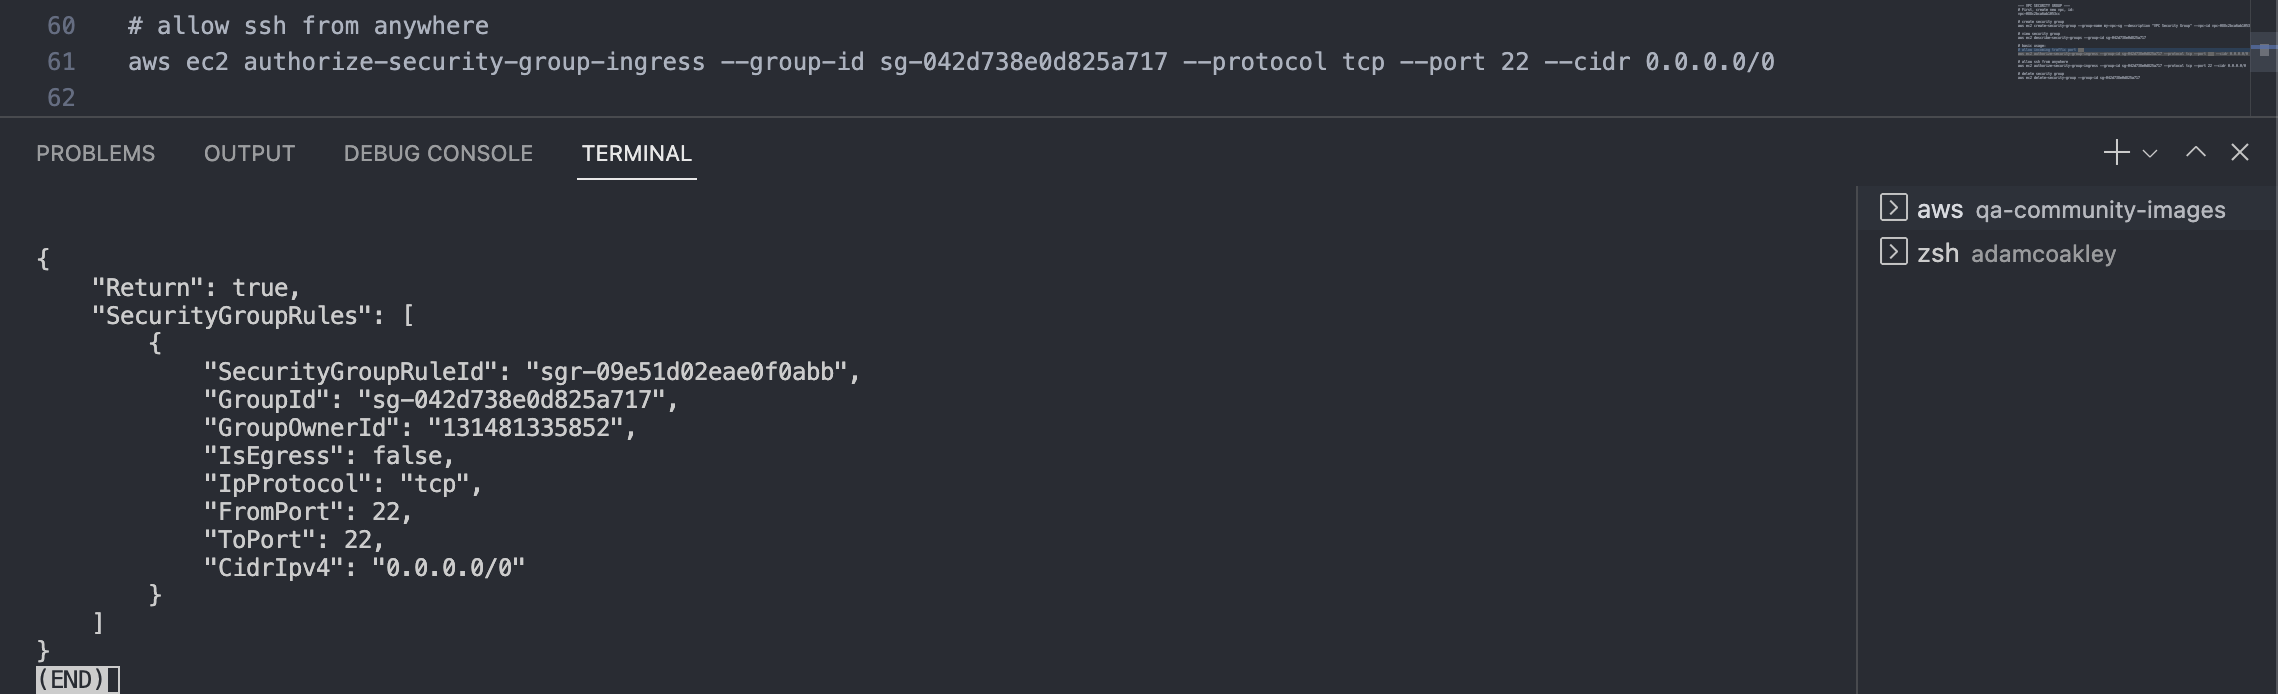 60 # allow ssh from anywhere
61 aws ec2 authorize-security-group-ingress --group-id sg-042d738e0d825a717 --protocol tcp --port 22 --cidr 0.0.0.0/0
62
PROBLEMS OUTPUT DEBUG CONSOLE TERMINAL
aws qa-community-images
zsh adamcoakley
{
    "Return": true,
    "SecurityGroupRules": [
        {
            "SecurityGroupRuleId": "sgr-09e51d02eae0f0abb",
            "GroupId": "sg-042d738e0d825a717",
            "GroupOwnerId": "131481335852",
            "IsEgress": false,
            "IpProtocol": "tcp",
            "FromPort": 22,
            "ToPort": 22,
            "CidrIpv4": "0.0.0.0/0"
        }
    ]
}
(END)